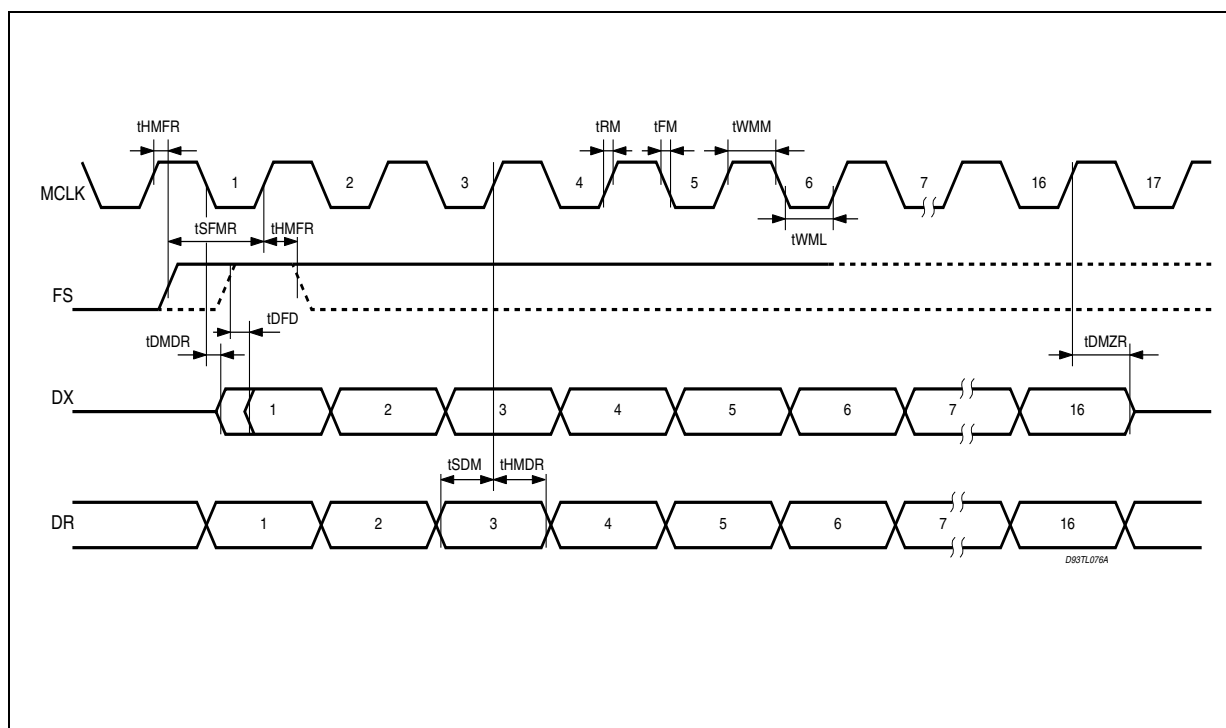 tHMFR tRM tFM tWMM
MCLK 1 2 3 4 5 6 7 16 17
tSFMR tHMFR tWML
FS
tDFD
tDMDR tDMZR
DX 1 2 3 4 5 6 7 16
tSDM tHMDR
DR 1 2 3 4 5 6 7 16
D93TL076A